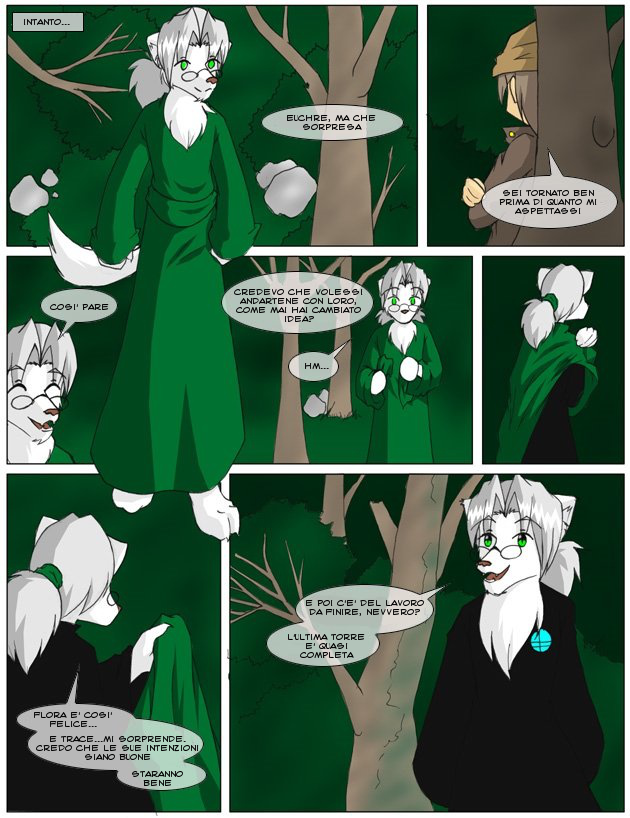 INTANTO...
EUCHRE, MA CHE
SORPRESA
SEI TORNATO BEN
PRIMA DI QUANTO MI
ASPETTASSI
COSI' PARE
CREDEVO CHE VOLESSI
ANDARTENE CON LORO,
COME MAI HAI CAMBIATO
IDEA?
HM...
FLORA E' COSI'
FELICE...
E TRACE...MI SORPRENDE.
CREDO CHE LE SUE INTENZIONI
SIANO BUONE
STARANNO
BENE
E POI C'E' DEL LAVORO
DA FINIRE, NEVVERO?
L'ULTIMA TORRE
E' QUASI
COMPLETA